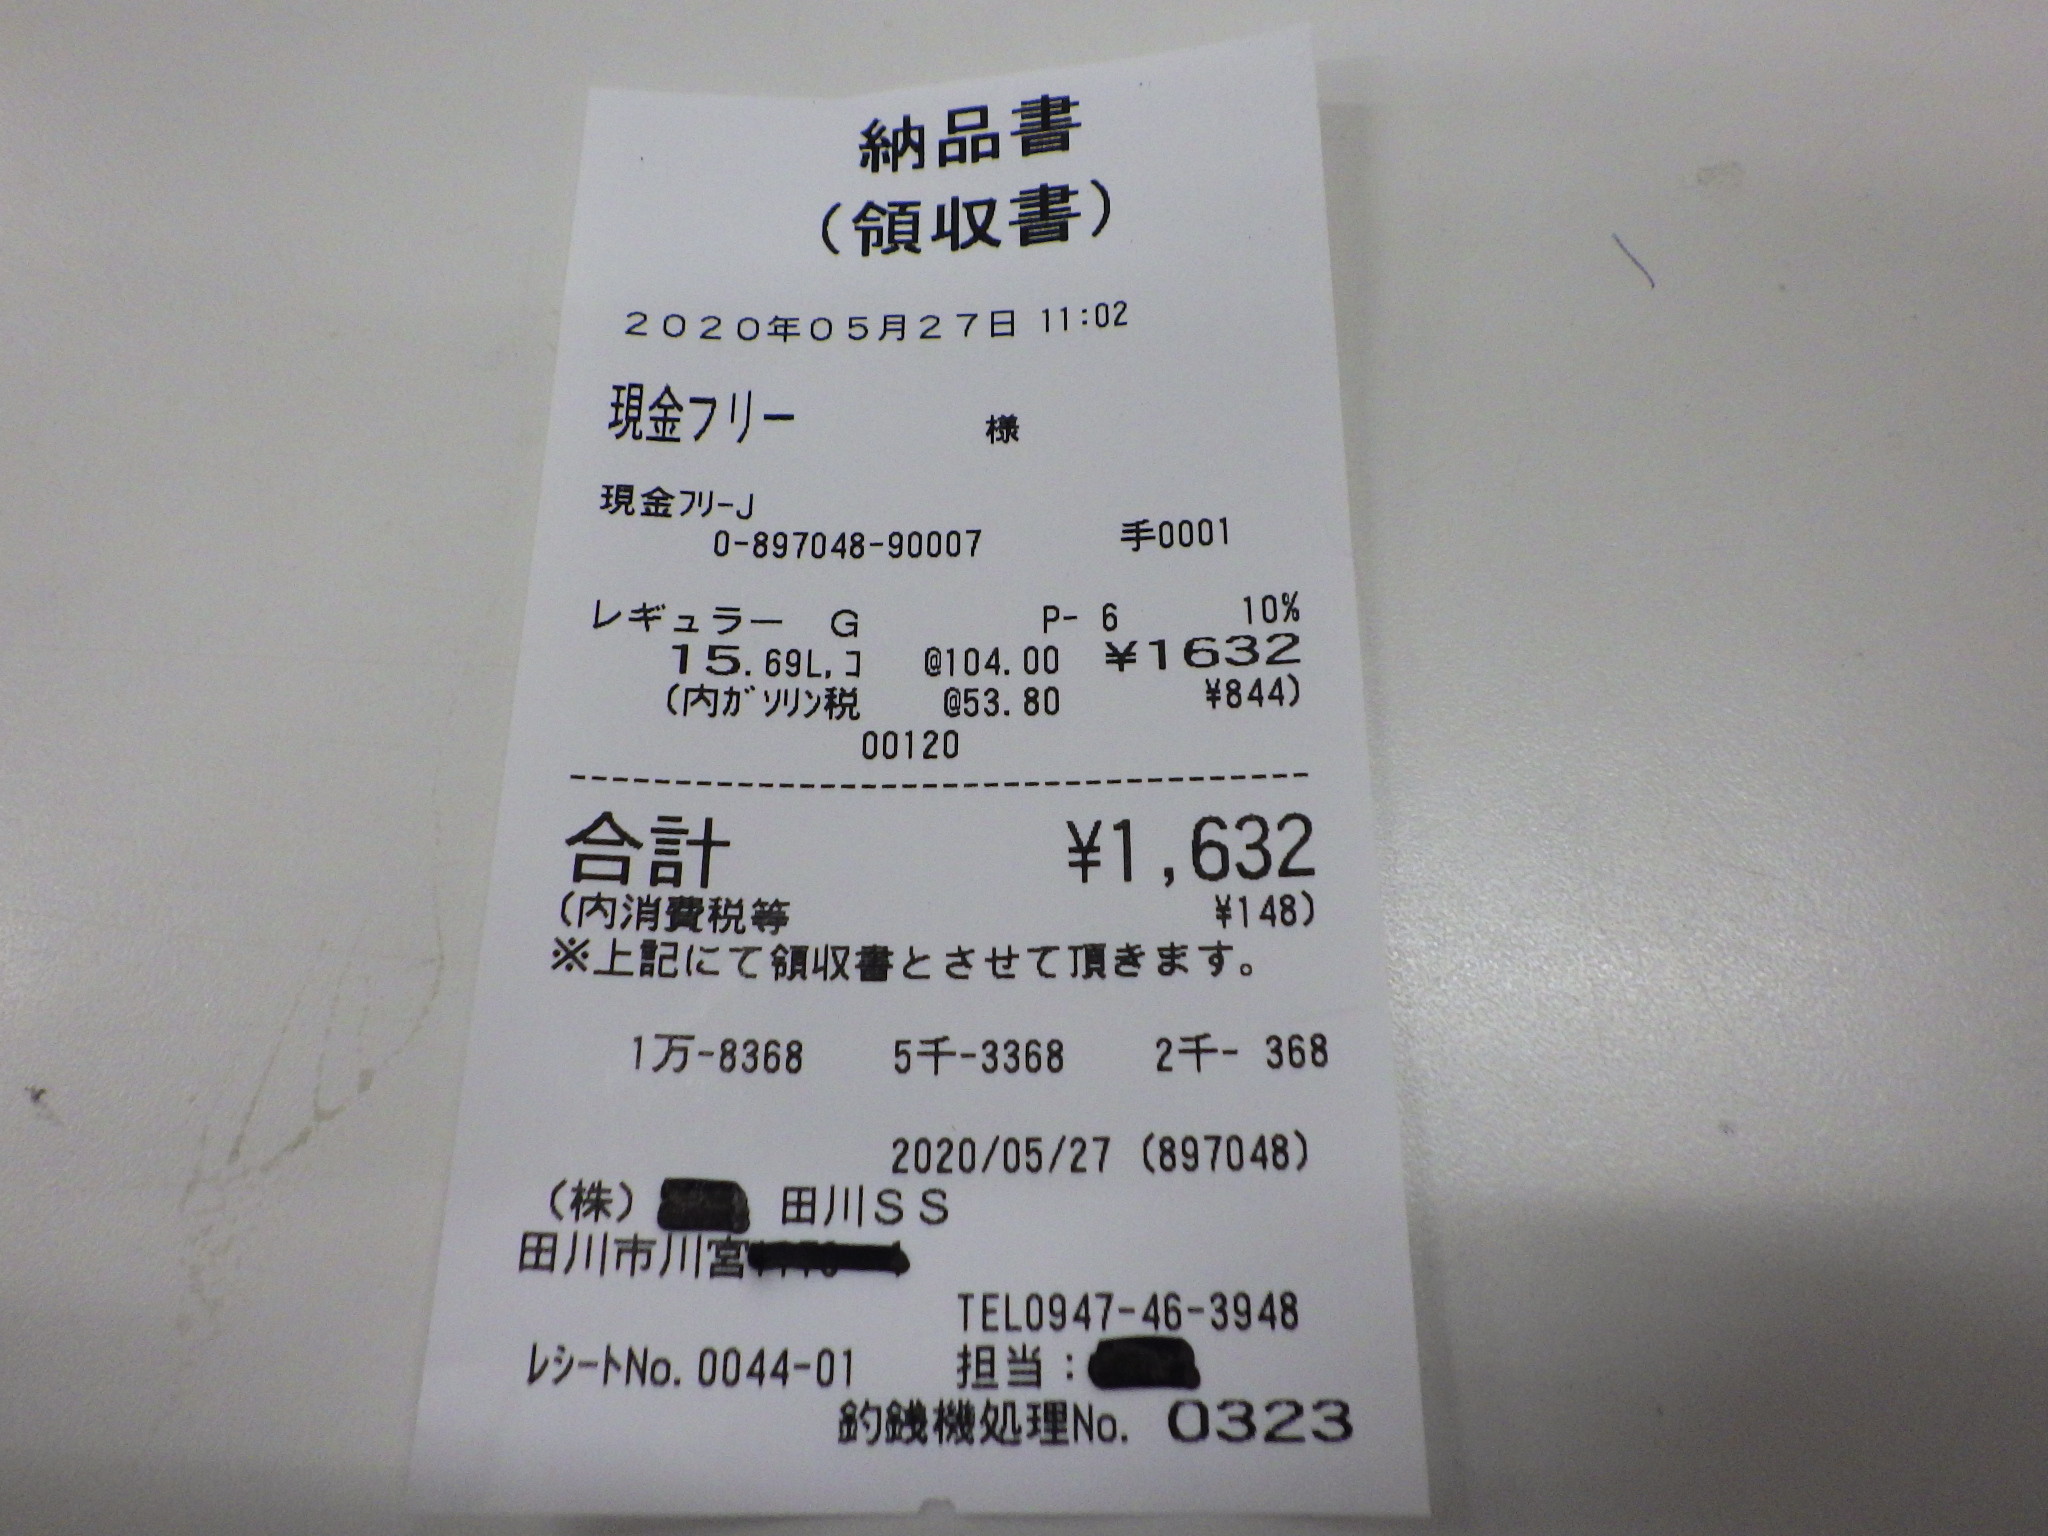 納品書
(領収書)
2020年05月27日 11:02
現金フリー 様
現金フリーJ
0-897048-90007 手0001
レギュラー G P- 6 10%
15.69L,コ @104.00 ¥1632
(内ガソリン税 @53.80 ¥844)
00120
合計 ¥1,632
(内消費税等 ¥148)
※上記にて領収書とさせて頂きます。
1万-8368 5千-3368 2千- 368
2020/05/27 (897048)
(株) 田川SS
田川市川宮
TEL0947-46-3948
レシートNo.0044-01 担当:
釣銭機処理No. 0323